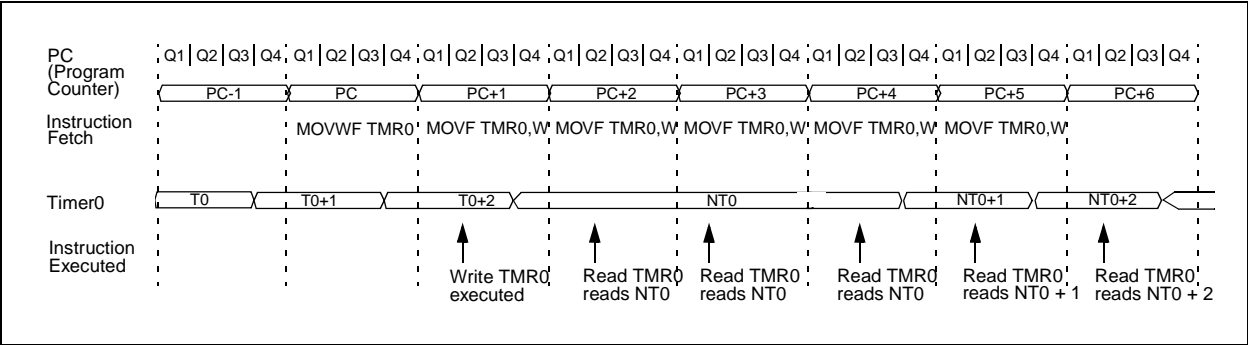 PC
(Program
Counter)
Q1 Q2 Q3 Q4 Q1 Q2 Q3 Q4 Q1 Q2 Q3 Q4 Q1 Q2 Q3 Q4 Q1 Q2 Q3 Q4 Q1 Q2 Q3 Q4 Q1 Q2 Q3 Q4 Q1 Q2 Q3 Q4
PC-1 PC PC+1 PC+2 PC+3 PC+4 PC+5 PC+6
Instruction
Fetch
MOVWF TMR0 MOVF TMR0,W MOVF TMR0,W MOVF TMR0,W MOVF TMR0,W MOVF TMR0,W
Timer0
T0 T0+1 T0+2 NT0 NT0+1 NT0+2
Instruction
Executed
Write TMR0 Read TMR0 Read TMR0 Read TMR0 Read TMR0 Read TMR0
executed reads NT0 reads NT0 reads NT0 reads NT0 + 1 reads NT0 + 2